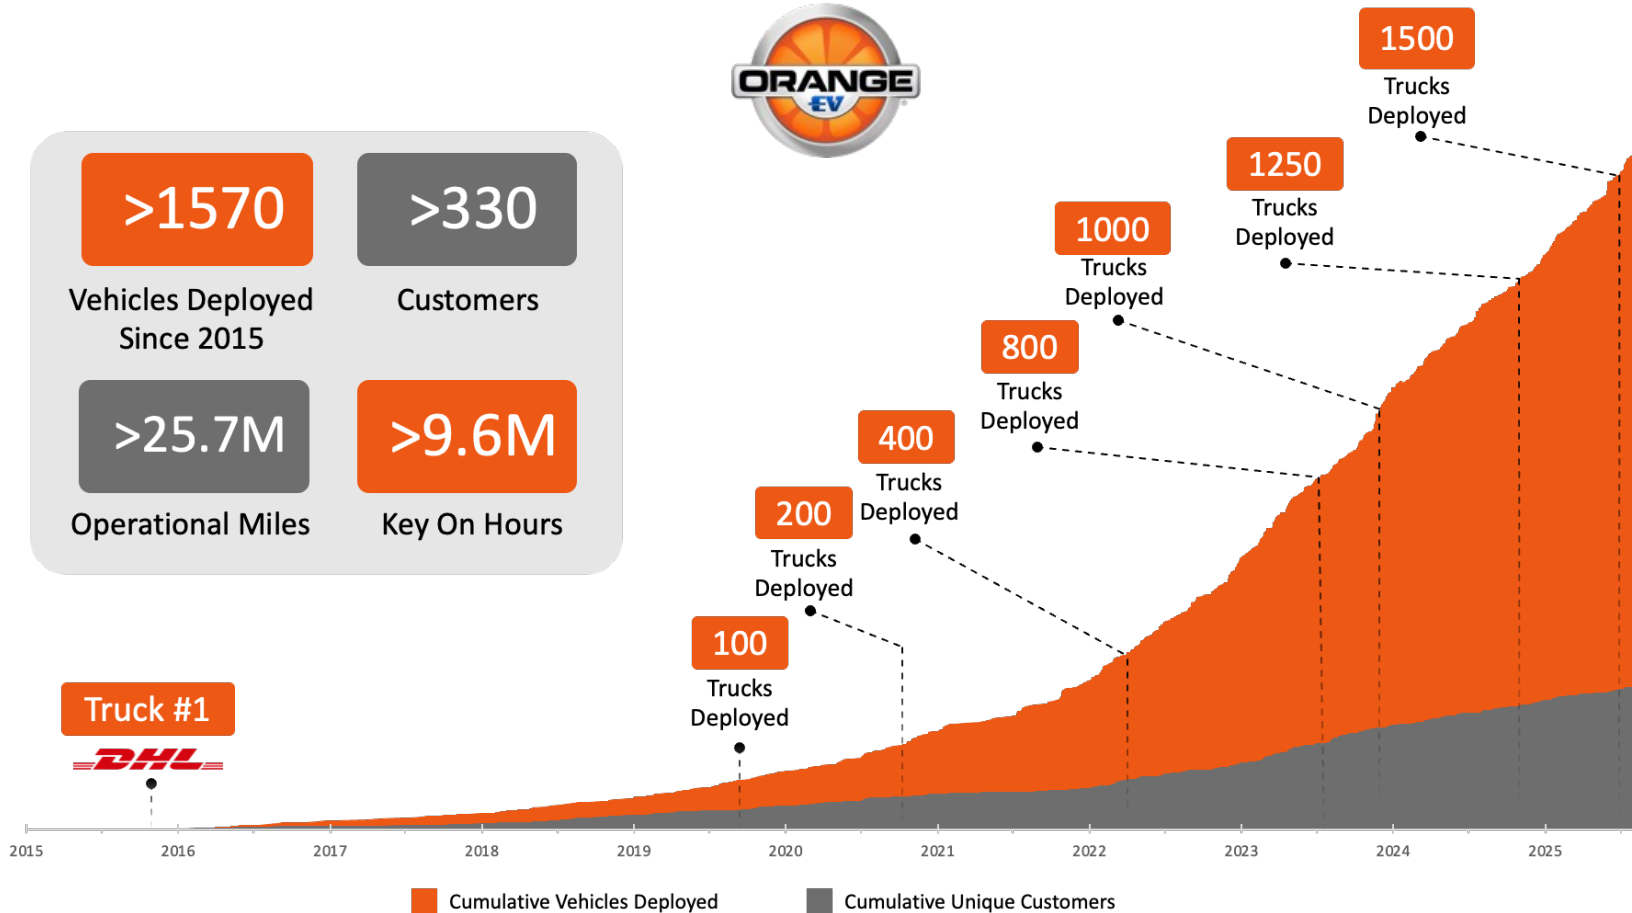 ORANGE
EV
>1570
Vehicles Deployed
Since 2015
>330
Customers
>25.7M
Operational Miles
>9.6M
Key On Hours
Truck #1
DHL
100
Trucks
Deployed
200
Trucks
Deployed
400
Trucks
Deployed
800
Trucks
Deployed
1000
Trucks
Deployed
1250
Trucks
Deployed
1500
Trucks
Deployed
2015 2016 2017 2018 2019 2020 2021 2022 2023 2024 2025
Cumulative Vehicles Deployed Cumulative Unique Customers